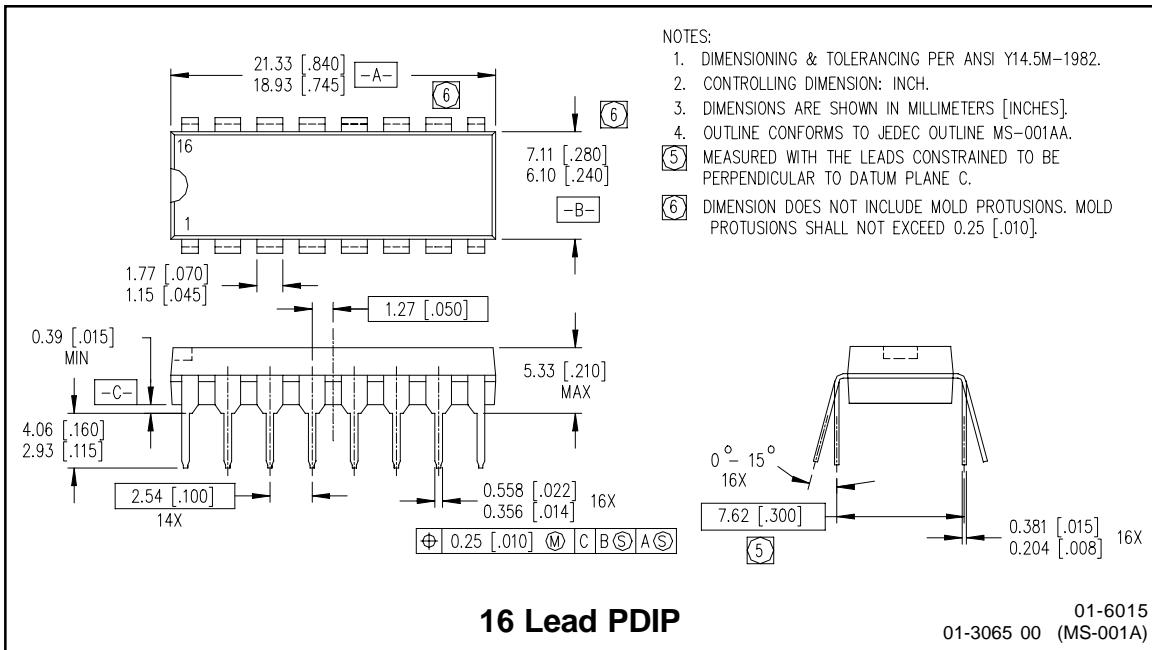 21.33 [.840]
18.93 [.745]
-A-
6
6
16
1
7.11 [.280]
6.10 [.240]
-B-
NOTES:
1. DIMENSIONING & TOLERANCING PER ANSI Y14.5M-1982.
2. CONTROLLING DIMENSION: INCH.
3. DIMENSIONS ARE SHOWN IN MILLIMETERS [INCHES].
4. OUTLINE CONFORMS TO JEDEC OUTLINE MS-001AA.
5 MEASURED WITH THE LEADS CONSTRAINED TO BE
PERPENDICULAR TO DATUM PLANE C.
6 DIMENSION DOES NOT INCLUDE MOLD PROTUSIONS. MOLD
PROTUSIONS SHALL NOT EXCEED 0.25 [.010].
1.77 [.070]
1.15 [.045]
1.27 [.050]
0.39 [.015]
MIN
-C-
5.33 [.210]
MAX
4.06 [.160]
2.93 [.115]
2.54 [.100]
14X
0.558 [.022]
0.356 [.014]
16X
⌖ 0.25 [.010] Ⓜ C B Ⓢ A Ⓢ
0°- 15°
16X
7.62 [.300]
5
0.381 [.015]
0.204 [.008]
16X
16 Lead PDIP
01-6015
01-3065 00 (MS-001A)